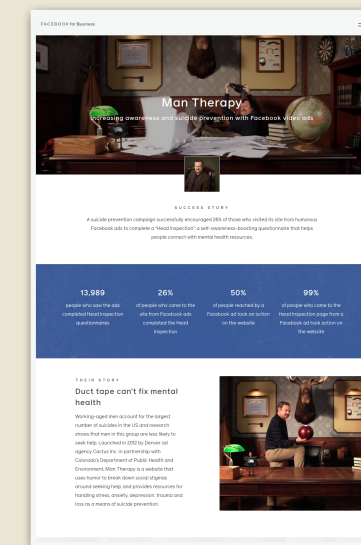 FACEBOOK for Business
Man Therapy
Increasing awareness and suicide prevention with Facebook video ads
SUCCESS STORY
A suicide prevention campaign successfully encouraged 26% of those who visited its site from humorous
Facebook ads to complete a "Head Inspection": a self-awareness-boosting questionnaire that helps
people connect with mental health resources.
13,989
people who saw the ads
completed Head Inspection
questionnaires
26%
of people who came to the
site from Facebook ads
completed the Head
Inspection
50%
of people reached by a
Facebook ad took an action
on the website
99%
of people who came to the
Head Inspection page from a
Facebook ad took action on
the website
THEIR STORY
Duct tape can't fix mental
health
Working-aged men account for the largest
number of suicides in the US and research
shows that men in this group are less likely to
seek help. Launched in 2012 by Denver ad
agency Cactus Inc. in partnership with
Colorado's Department of Public Health and
Environment, Man Therapy is a website that
uses humor to break down social stigmas
around seeking help, and provides resources for
handling stress, anxiety, depression, trauma and
loss as a means of suicide prevention.